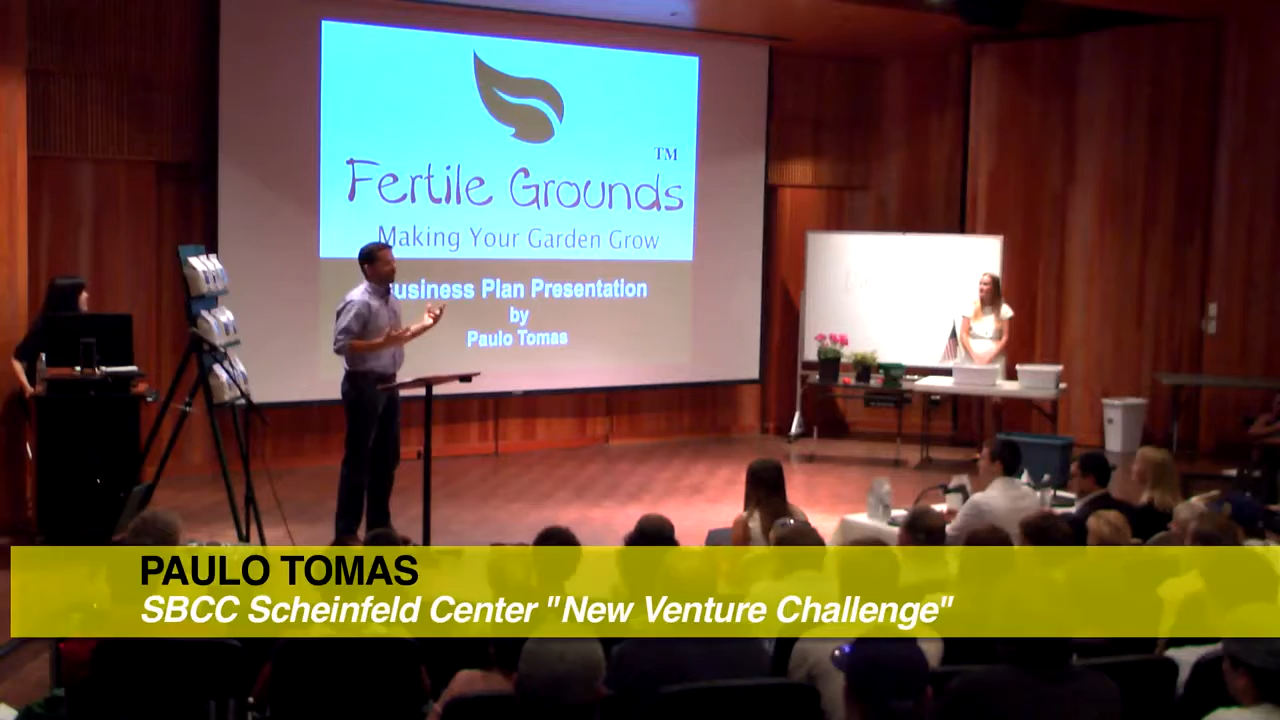 TM
Fertile Grounds
Making Your Garden Grow
Business Plan Presentation
by
Paulo Tomas
PAULO TOMAS
SBCC Scheinfeld Center "New Venture Challenge"